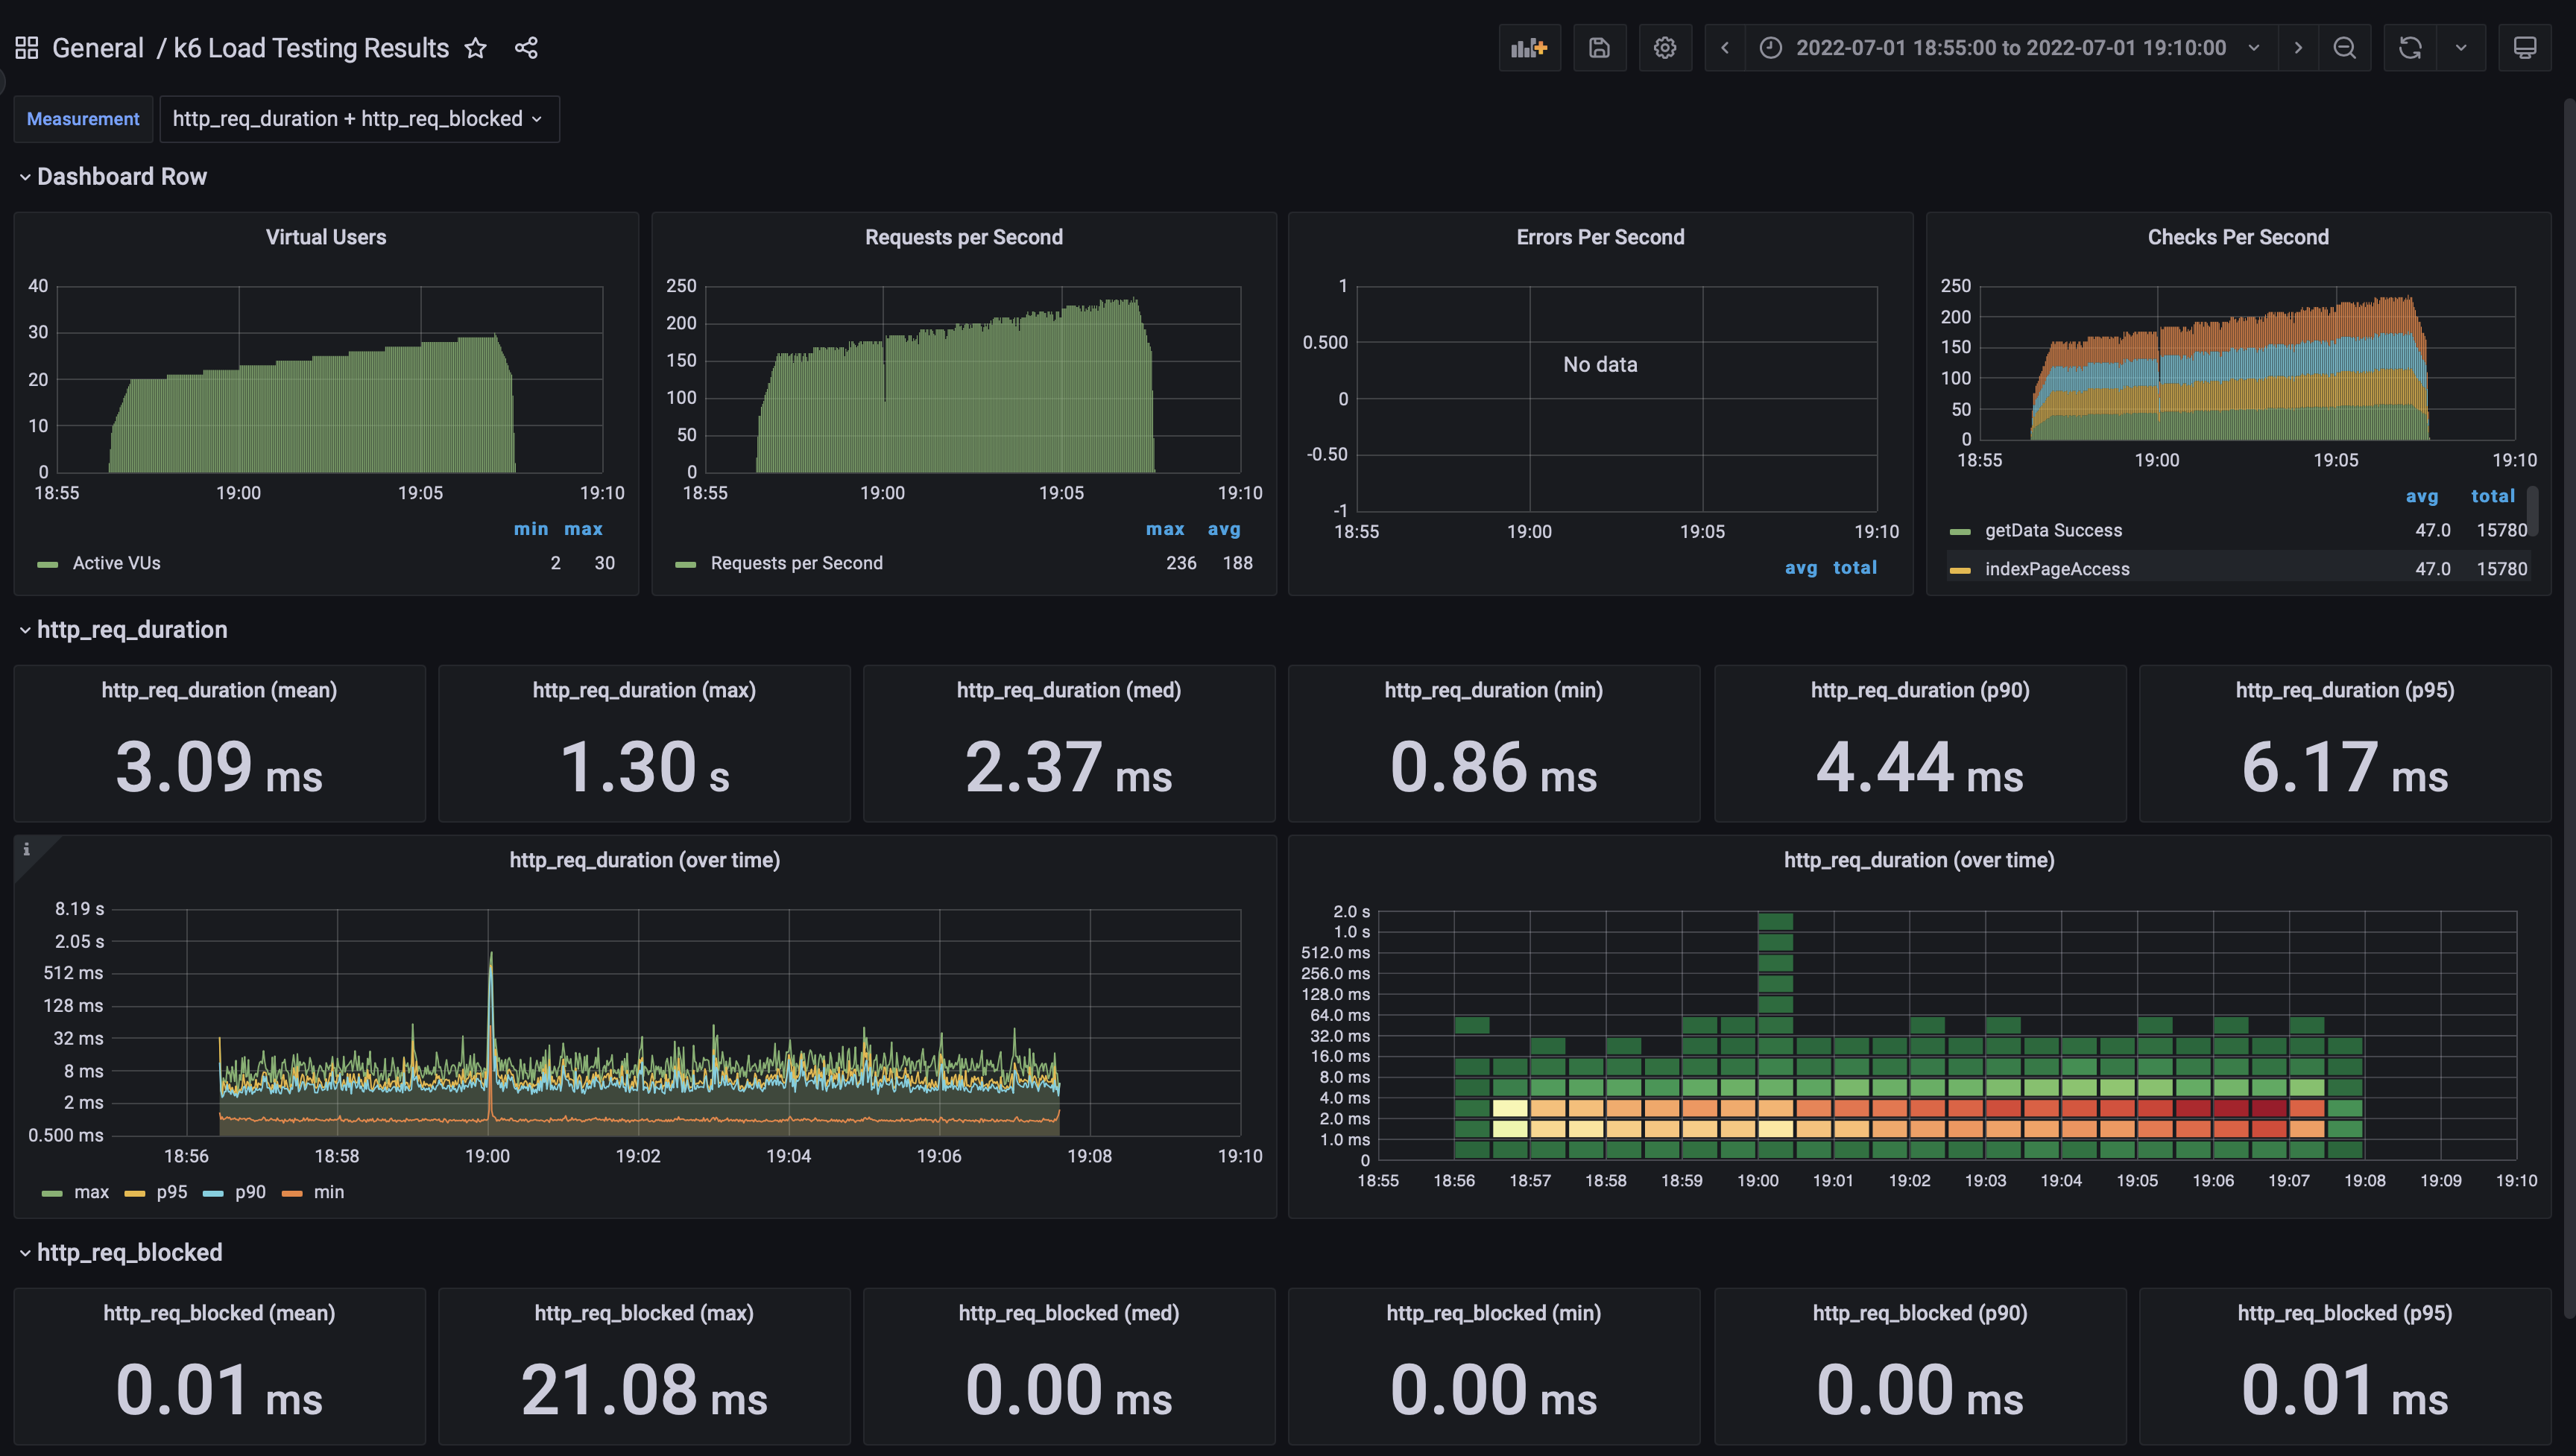 General / k6 Load Testing Results
2022-07-01 18:55:00 to 2022-07-01 19:10:00
Measurement
http_req_duration + http_req_blocked
Dashboard Row
Virtual Users
40
30
20
10
0
18:55 19:00 19:05 19:10
min max
Active VUs 2 30
Requests per Second
250
200
150
100
50
0
18:55 19:00 19:05 19:10
max avg
Requests per Second 236 188
Errors Per Second
1
0.500
0
-0.50
-1
No data
18:55 19:00 19:05 19:10
avg total
Checks Per Second
250
200
150
100
50
0
18:55 19:00 19:05 19:10
avg total
getData Success 47.0 15780
indexPageAccess 47.0 15780
http_req_duration
http_req_duration (mean)
3.09 ms
http_req_duration (max)
1.30 s
http_req_duration (med)
2.37 ms
http_req_duration (min)
0.86 ms
http_req_duration (p90)
4.44 ms
http_req_duration (p95)
6.17 ms
i
http_req_duration (over time)
8.19 s
2.05 s
512 ms
128 ms
32 ms
8 ms
2 ms
0.500 ms
18:56 18:58 19:00 19:02 19:04 19:06 19:08 19:10
max p95 p90 min
http_req_duration (over time)
2.0 s
1.0 s
512.0 ms
256.0 ms
128.0 ms
64.0 ms
32.0 ms
16.0 ms
8.0 ms
4.0 ms
2.0 ms
1.0 ms
0
18:55 18:56 18:57 18:58 18:59 19:00 19:01 19:02 19:03 19:04 19:05 19:06 19:07 19:08 19:09 19:10
http_req_blocked
http_req_blocked (mean)
0.01 ms
http_req_blocked (max)
21.08 ms
http_req_blocked (med)
0.00 ms
http_req_blocked (min)
0.00 ms
http_req_blocked (p90)
0.00 ms
http_req_blocked (p95)
0.01 ms